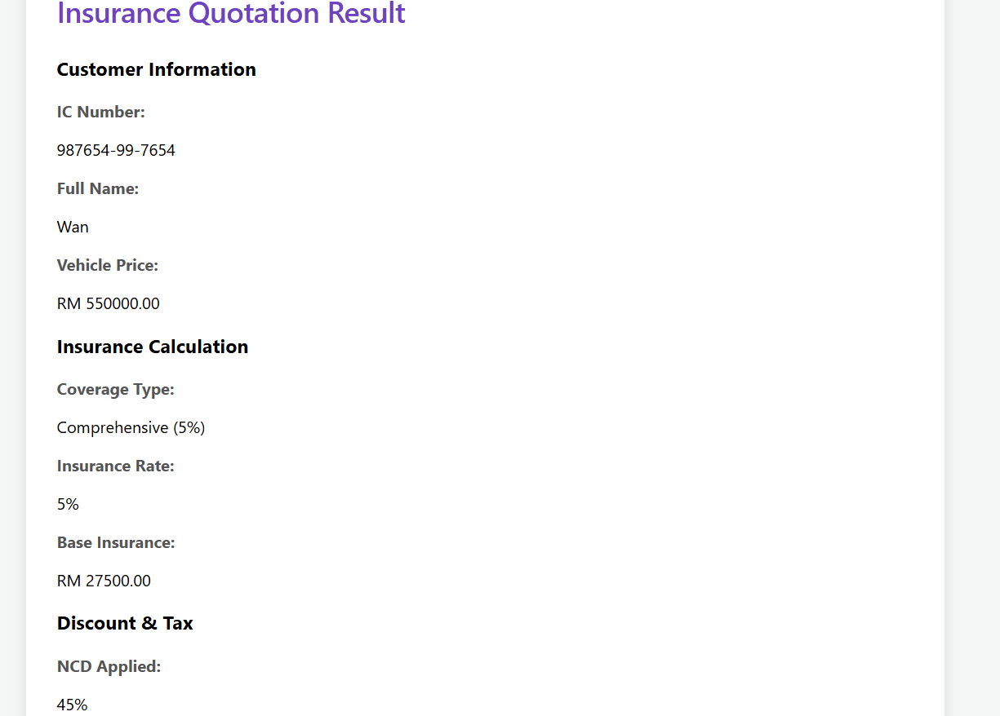 Insurance Quotation Result
Customer Information
IC Number:
987654-99-7654
Full Name:
Wan
Vehicle Price:
RM 550000.00
Insurance Calculation
Coverage Type:
Comprehensive (5%)
Insurance Rate:
5%
Base Insurance:
RM 27500.00
Discount & Tax
NCD Applied:
45%